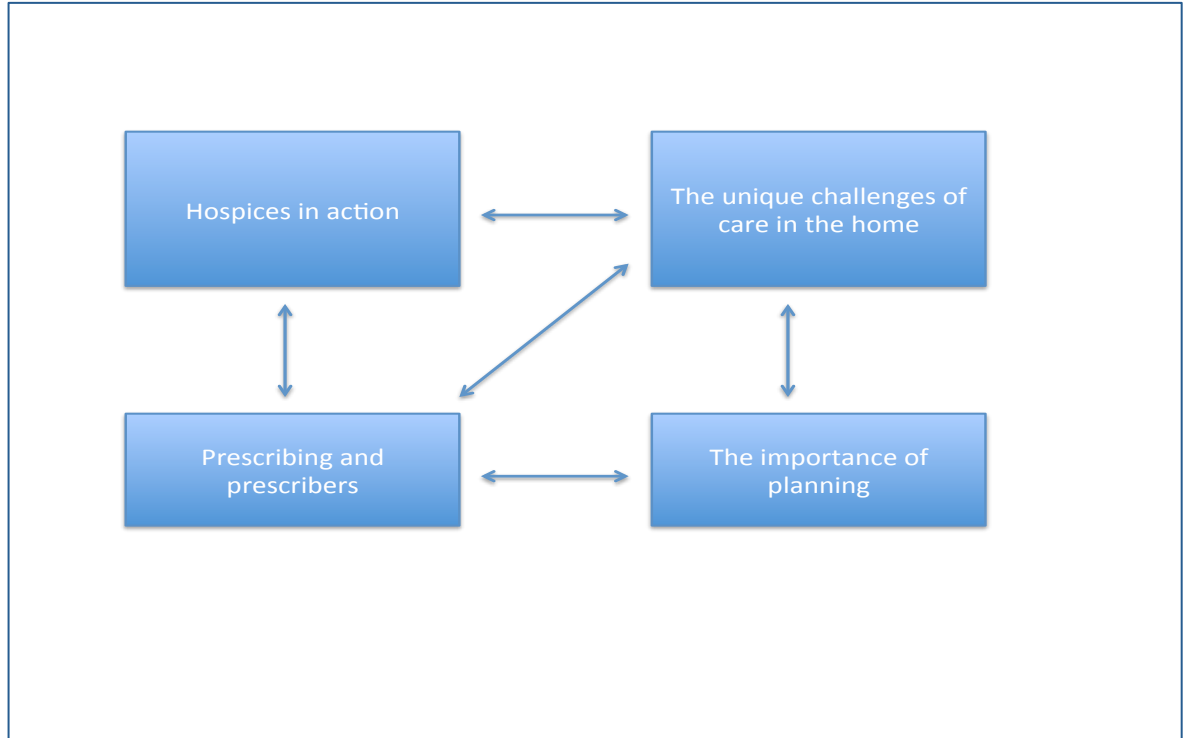 Hospices in action
The unique challenges of
care in the home
Prescribing and
prescribers
The importance of
planning